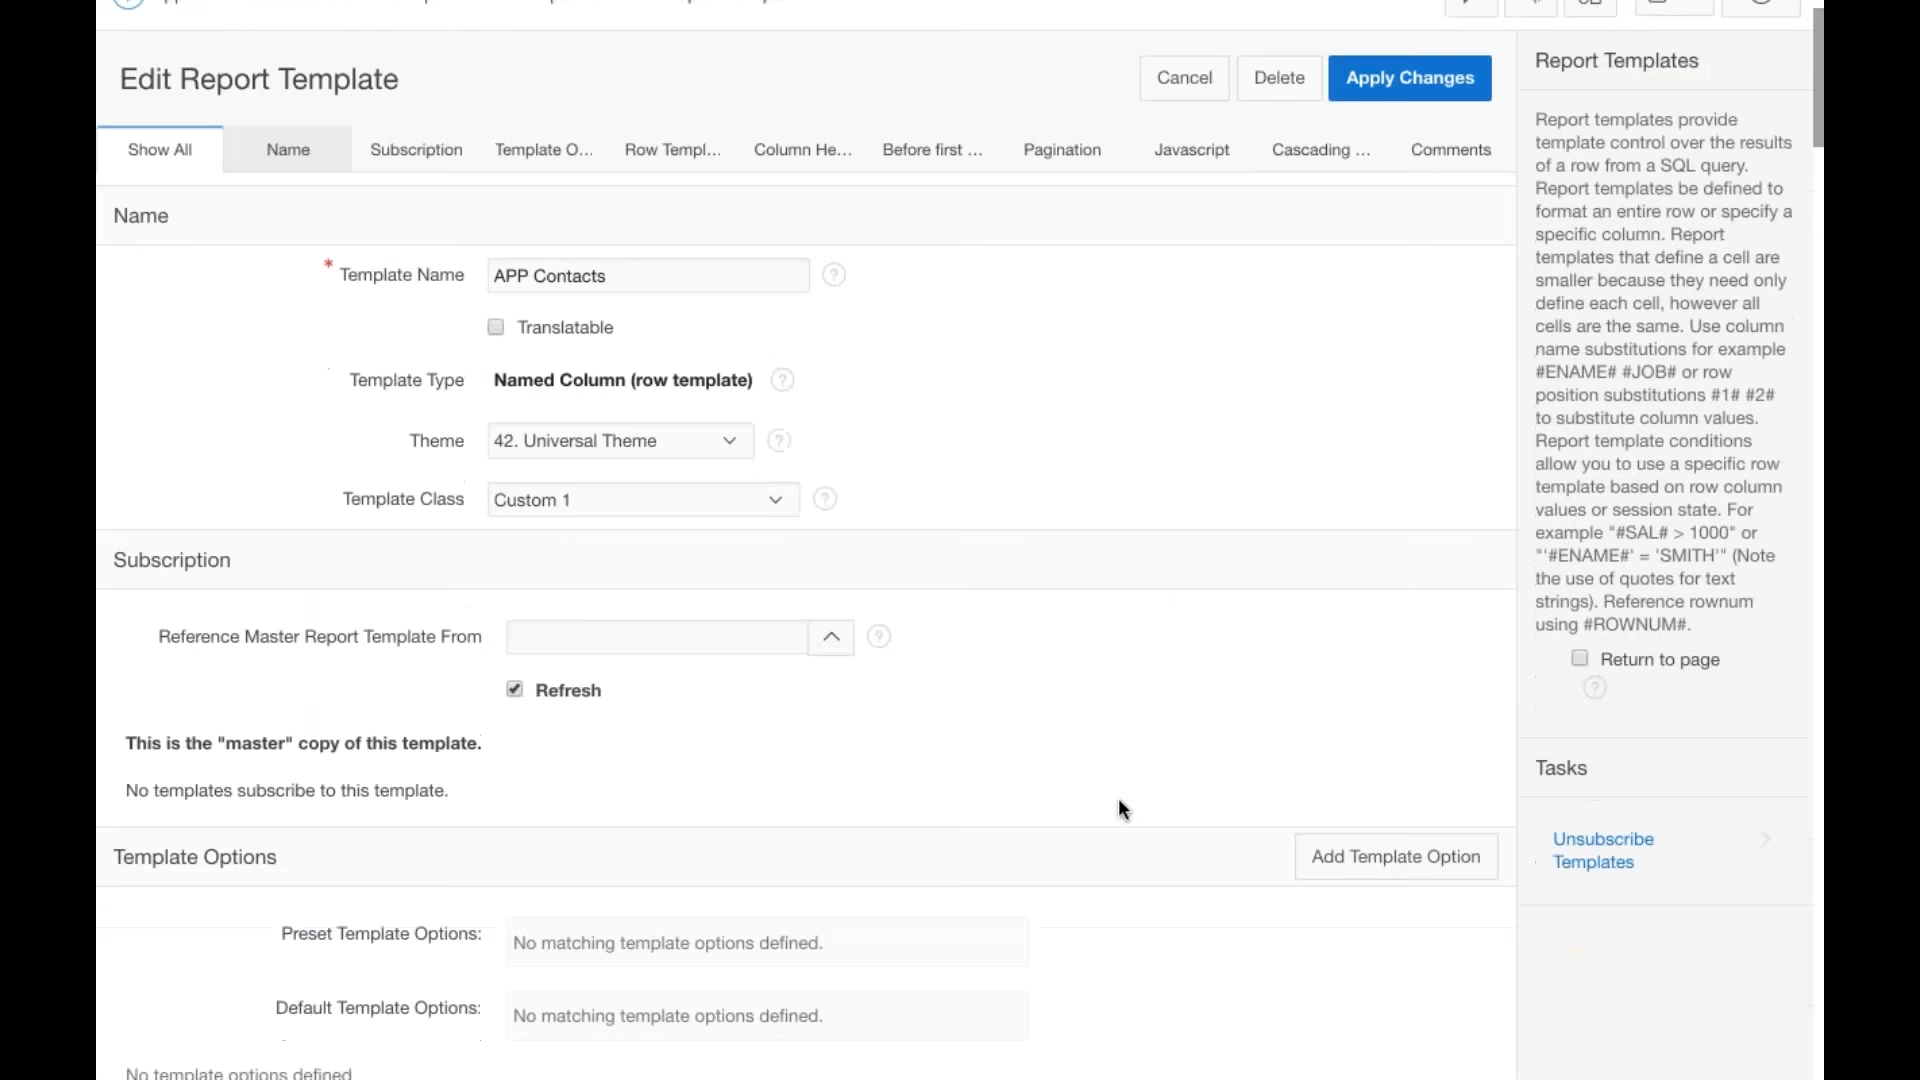 Edit Report Template
Cancel
Delete
Apply Changes
Show All
Name
Subscription
Template O...
Row Templ...
Column He...
Before first ...
Pagination
Javascript
Cascading ...
Comments
Name
* Template Name
APP Contacts
?
Translatable
Template Type
Named Column (row template)
?
Theme
42. Universal Theme
?
Template Class
Custom 1
?
Subscription
Reference Master Report Template From
?
Refresh
This is the "master" copy of this template.
No templates subscribe to this template.
Template Options
Add Template Option
Preset Template Options:
No matching template options defined.
Default Template Options:
No matching template options defined.
No template options defined
Report Templates
Report templates provide
template control over the results
of a row from a SQL query.
Report templates be defined to
format an entire row or specify a
specific column. Report
templates that define a cell are
smaller because they need only
define each cell, however all
cells are the same. Use column
name substitutions for example
#ENAME# #JOB# or row
position substitutions #1# #2#
to substitute column values.
Report template conditions
allow you to use a specific row
template based on row column
values or session state. For
example "#SAL# > 1000" or
"'#ENAME#' = 'SMITH'" (Note
the use of quotes for text
strings). Reference rownum
using #ROWNUM#.
Return to page
?
Tasks
Unsubscribe
Templates